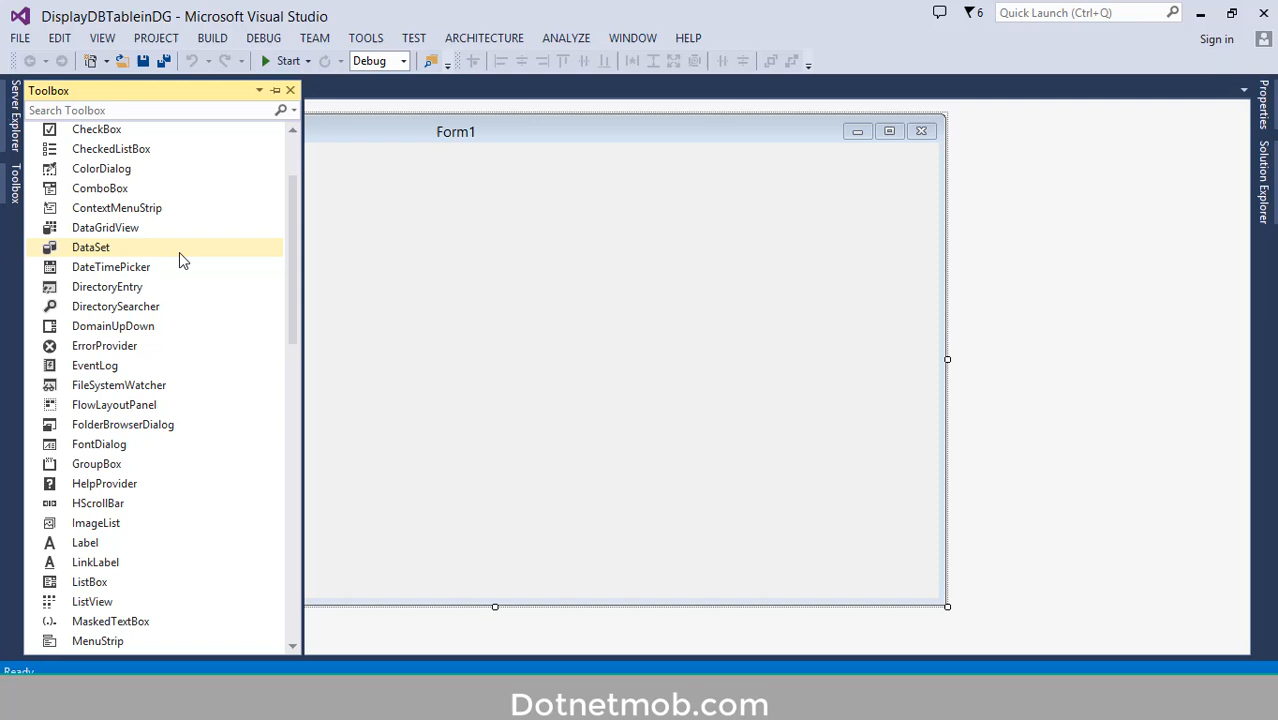 DisplayDBTableinDG - Microsoft Visual Studio
6
Quick Launch (Ctrl+Q)
FILE EDIT VIEW PROJECT BUILD DEBUG TEAM TOOLS TEST ARCHITECTURE ANALYZE WINDOW HELP
Sign in
Start
Debug
Server Explorer
Toolbox
Toolbox
Search Toolbox
CheckBox
CheckedListBox
ColorDialog
ComboBox
ContextMenuStrip
DataGridView
DataSet
DateTimePicker
DirectoryEntry
DirectorySearcher
DomainUpDown
ErrorProvider
EventLog
FileSystemWatcher
FlowLayoutPanel
FolderBrowserDialog
FontDialog
GroupBox
HelpProvider
HScrollBar
ImageList
Label
LinkLabel
ListBox
ListView
MaskedTextBox
MenuStrip
Form1
Properties
Solution Explorer
Ready
Dotnetmob.com